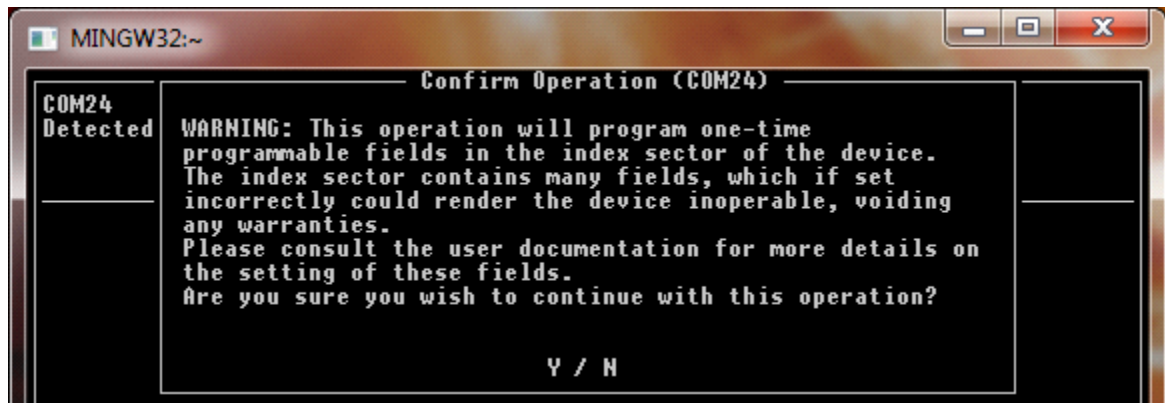 MINGW32:~
Confirm Operation (COM24)
COM24
Detected
WARNING: This operation will program one-time
programmable fields in the index sector of the device.
The index sector contains many fields, which if set
incorrectly could render the device inoperable, voiding
any warranties.
Please consult the user documentation for more details on
the setting of these fields.
Are you sure you wish to continue with this operation?
Y / N